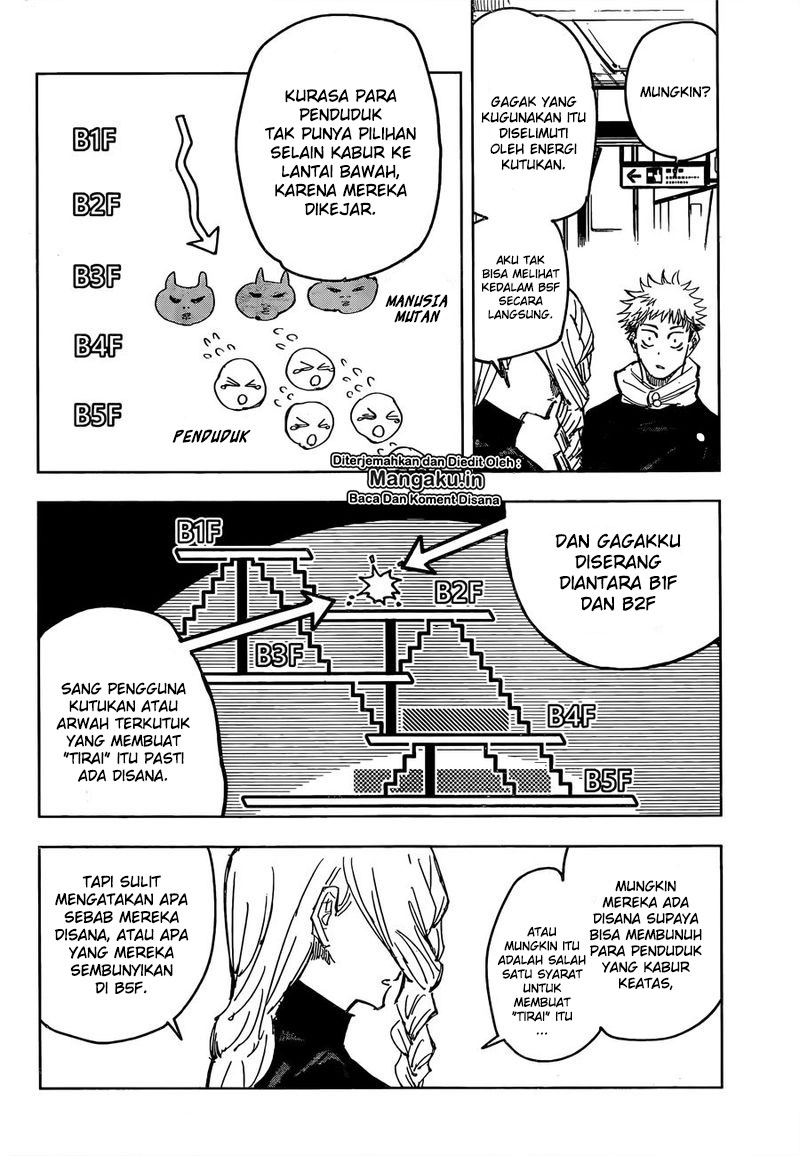 MUNGKIN?
GAGAK YANG
KUGUNAKAN ITU
DISELIMUTI
OLEH ENERGI
KUTUKAN.
AKU TAK
BISA MELIHAT
KEDALAM B5F
SECARA
LANGSUNG.
KURASA PARA
PENDUDUK
TAK PUNYA PILIHAN
SELAIN KABUR KE
LANTAI BAWAH,
KARENA MEREKA
DIKEJAR.
B1F
B2F
B3F
B4F
B5F
MANUSIA
MUTAN
PENDUDUK
Diterjemahkan dan Diedit Oleh :
Mangaku.in
Baca Dan Koment Disana
DAN GAGAKKU
DISERANG
DIANTARA B1F
DAN B2F
B1F
B2F
B3F
B4F
B5F
SANG PENGGUNA
KUTUKAN ATAU
ARWAH TERKUTUK
YANG MEMBUAT
"TIRAI" ITU PASTI
ADA DISANA.
MUNGKIN
MEREKA ADA
DISANA SUPAYA
BISA MEMBUNUH
PARA PENDUDUK
YANG KABUR
KEATAS,
ATAU
MUNGKIN ITU
ADALAH SALAH
SATU SYARAT
UNTUK
MEMBUAT
"TIRAI" ITU
...
TAPI SULIT
MENGATAKAN APA
SEBAB MEREKA
DISANA, ATAU APA
YANG MEREKA
SEMBUNYIKAN
DI B5F.